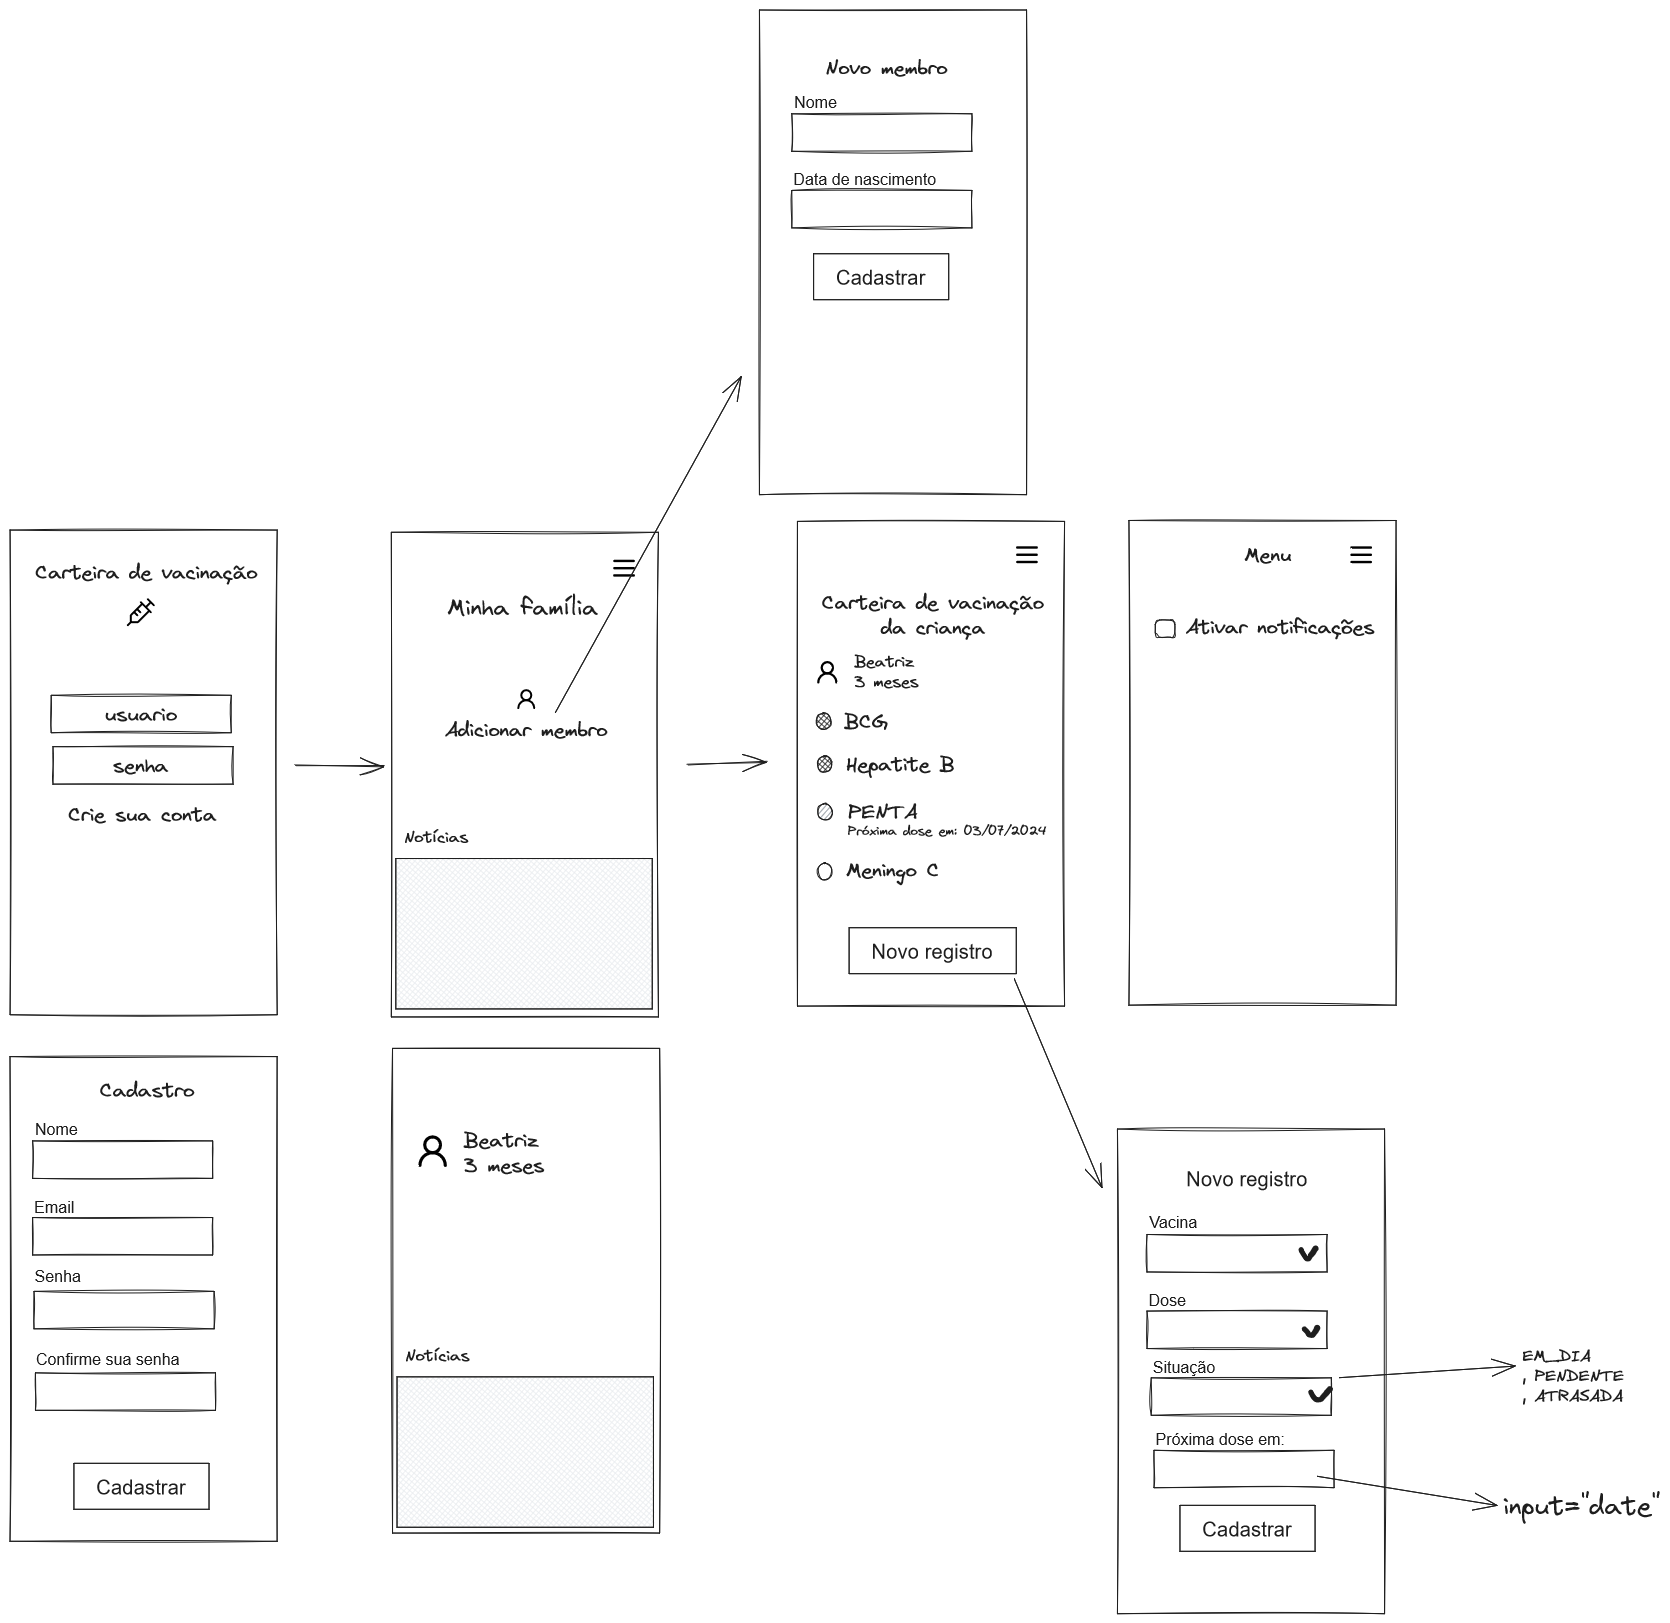 Novo membro
Nome
Data de nascimento
Cadastrar
Carteira de vacinação
usuario
senha
Crie sua conta
Minha família
Adicionar membro
Notícias
Carteira de vacinação
da criança
Beatriz
3 meses
BCG
Hepatite B
PENTA
Próxima dose em: 03/07/2024
Meningo C
Novo registro
Menu
Ativar notificações
Cadastro
Nome
Email
Senha
Confirme sua senha
Cadastrar
Beatriz
3 meses
Notícias
Novo registro
Vacina
Dose
Situação
Próxima dose em:
Cadastrar
EM_DIA
, PENDENTE
, ATRASADA
input="date"